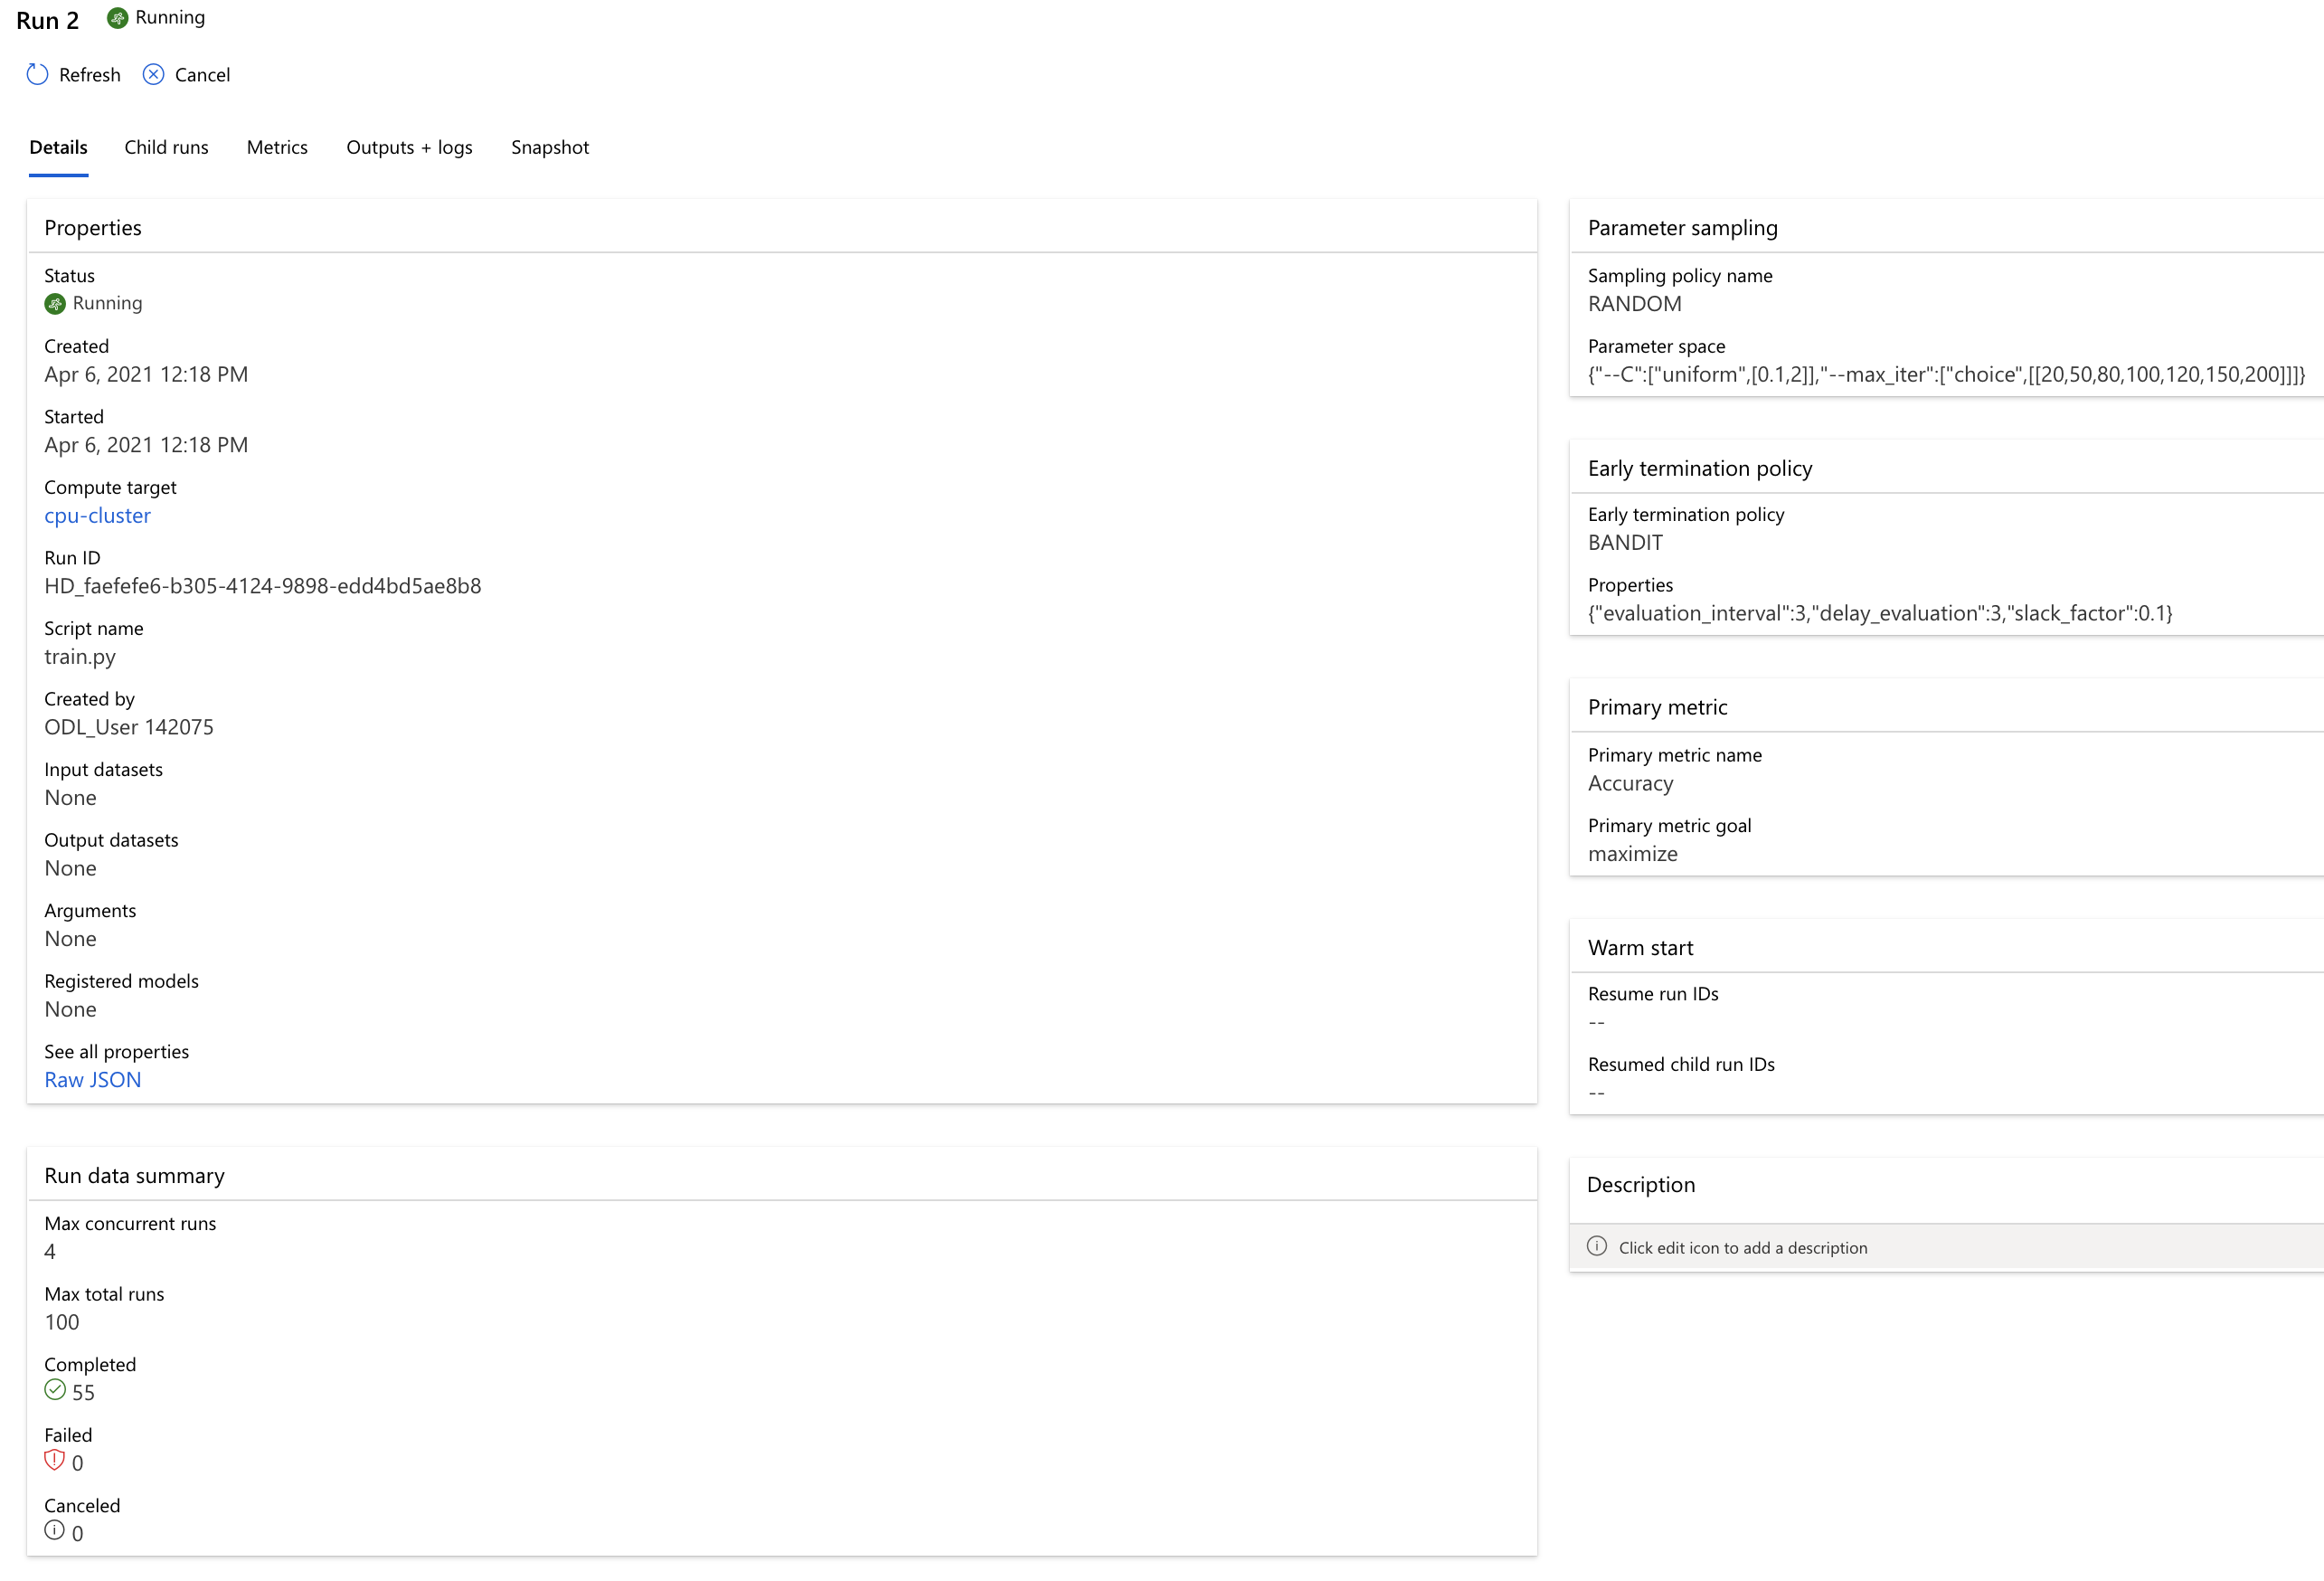 Run 2 Running
Refresh Cancel
Details Child runs Metrics Outputs + logs Snapshot
Properties
Status
Running
Created
Apr 6, 2021 12:18 PM
Started
Apr 6, 2021 12:18 PM
Compute target
cpu-cluster
Run ID
HD_faefefe6-b305-4124-9898-edd4bd5ae8b8
Script name
train.py
Created by
ODL_User 142075
Input datasets
None
Output datasets
None
Arguments
None
Registered models
None
See all properties
Raw JSON
Run data summary
Max concurrent runs
4
Max total runs
100
Completed
55
Failed
0
Canceled
0
Parameter sampling
Sampling policy name
RANDOM
Parameter space
{"--C":["uniform",[0.1,2]],"--max_iter":["choice",[[20,50,80,100,120,150,200]]]}
Early termination policy
Early termination policy
BANDIT
Properties
{"evaluation_interval":3,"delay_evaluation":3,"slack_factor":0.1}
Primary metric
Primary metric name
Accuracy
Primary metric goal
maximize
Warm start
Resume run IDs
--
Resumed child run IDs
--
Description
Click edit icon to add a description